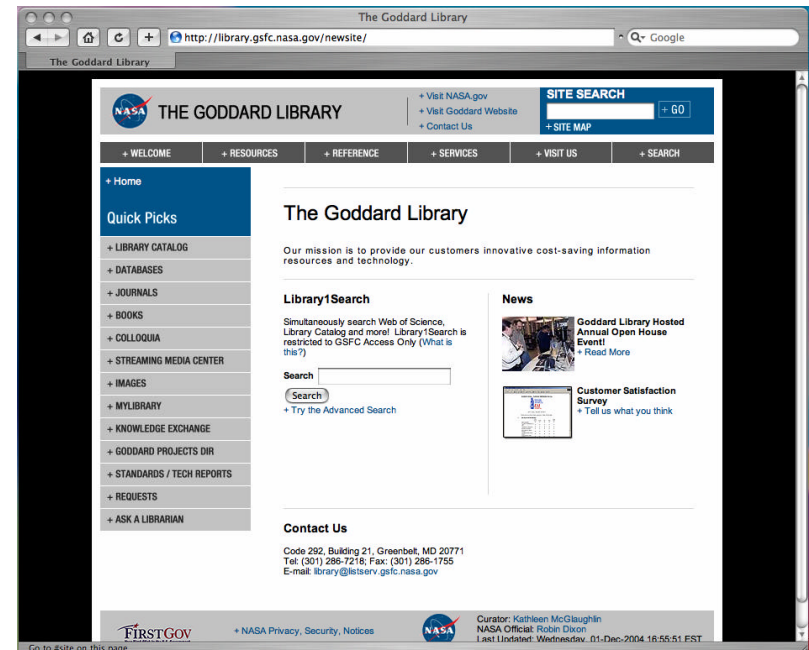 The Goddard Library
http://library.gsfc.nasa.gov/newsite/
Google
The Goddard Library
NASA
THE GODDARD LIBRARY
+ Visit NASA.gov
+ Visit Goddard Website
+ Contact Us
SITE SEARCH
+ GO
+ SITE MAP
+ WELCOME
+ RESOURCES
+ REFERENCE
+ SERVICES
+ VISIT US
+ SEARCH
+ Home
Quick Picks
+ LIBRARY CATALOG
+ DATABASES
+ JOURNALS
+ BOOKS
+ COLLOQUIA
+ STREAMING MEDIA CENTER
+ IMAGES
+ MYLIBRARY
+ KNOWLEDGE EXCHANGE
+ GODDARD PROJECTS DIR
+ STANDARDS / TECH REPORTS
+ REQUESTS
+ ASK A LIBRARIAN
The Goddard Library
Our mission is to provide our customers innovative cost-saving information
resources and technology.
Library1Search
Simultaneously search Web of Science,
Library Catalog and more! Library1Search is
restricted to GSFC Access Only (What is
this?)
Search
Search
+ Try the Advanced Search
News
Goddard Library Hosted
Annual Open House
Event!
+ Read More
Customer Satisfaction
Survey
+ Tell us what you think
Contact Us
Code 292, Building 21, Greenbelt, MD 20771
Tel: (301) 286-7218; Fax: (301) 286-1755
E-mail: library@listserv.gsfc.nasa.gov
FIRSTGOV
+ NASA Privacy, Security, Notices
NASA
Curator: Kathleen McGlaughlin
NASA Official: Robin Dixon
Last Updated: Wednesday, 01-Dec-2004 16:55:51 EST
Go to #site on this page